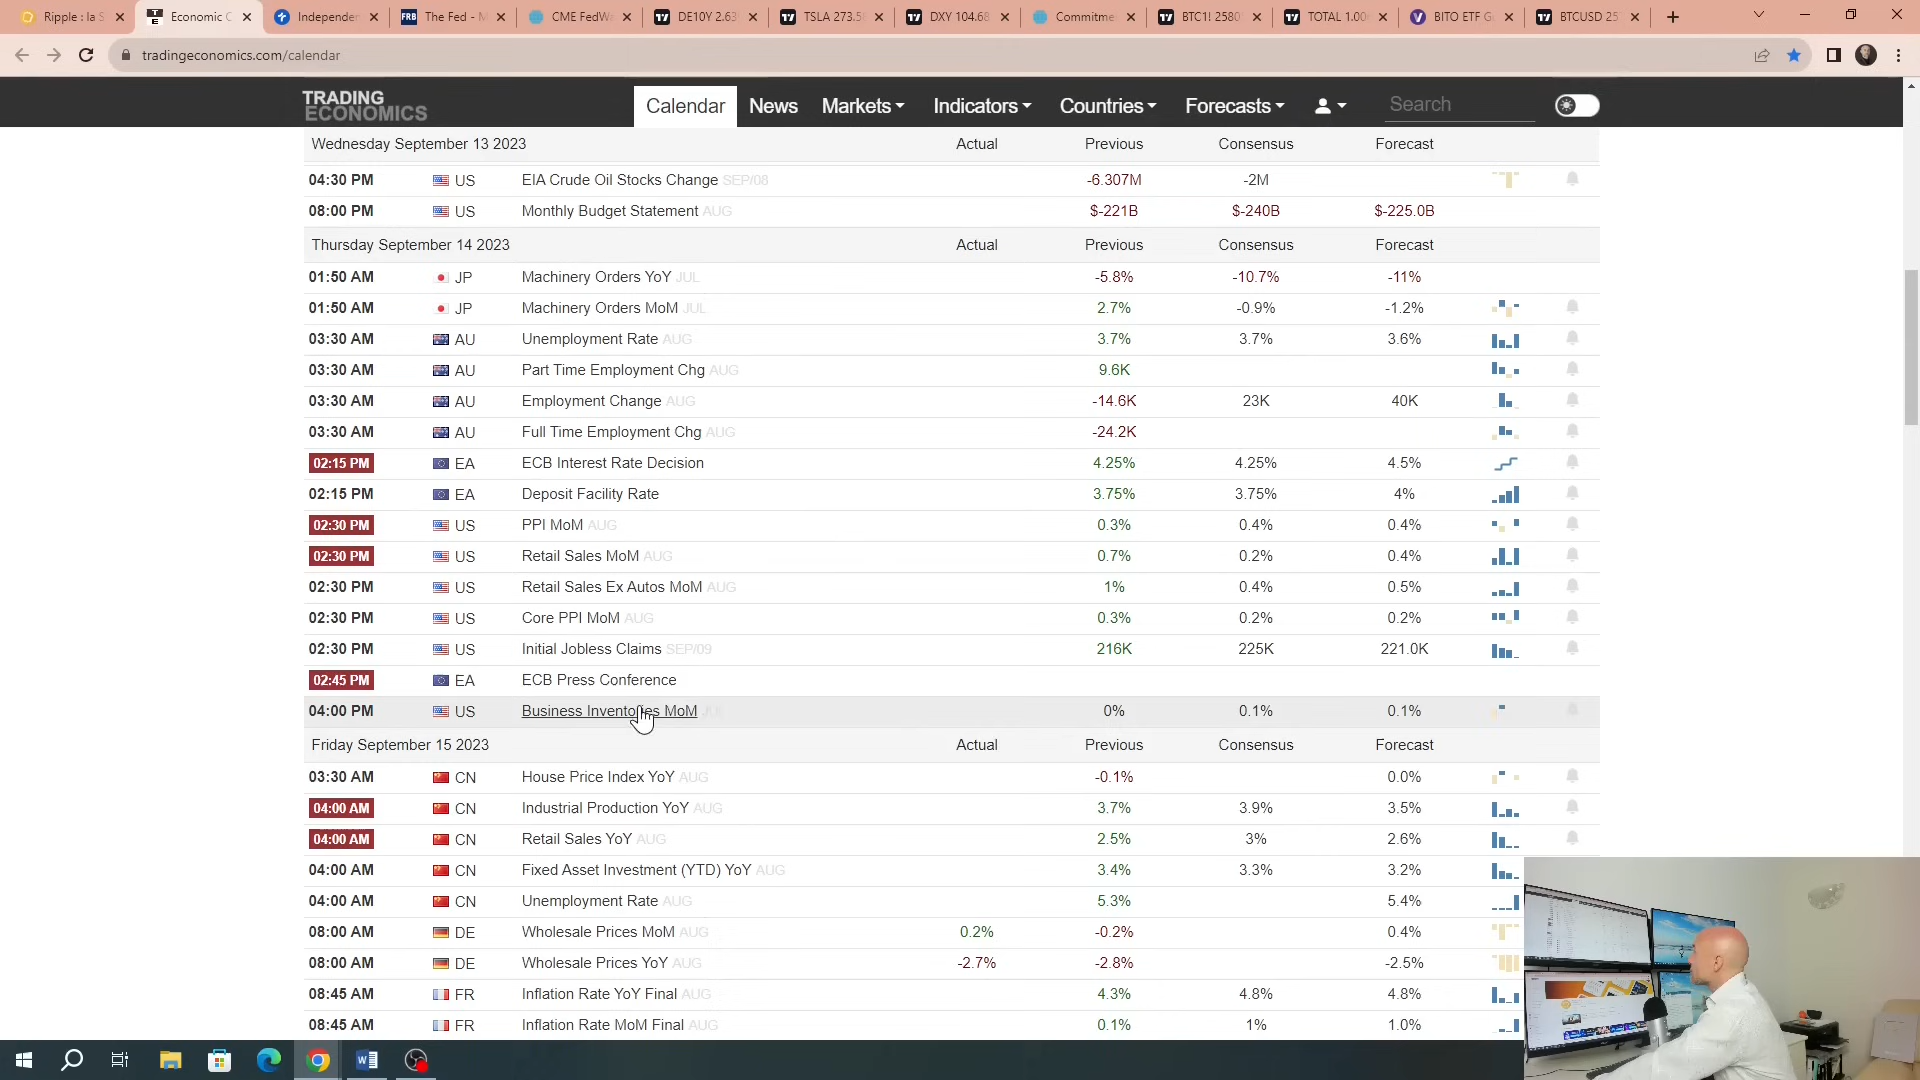 Ripple : la S
Economic C
Independen
FRB The Fed - M
CME FedWa
DE10Y 2.63
TSLA 273.5
DXY 104.68
Commitme
BTC1! 2580
TOTAL 1.00
BITO ETF G
BTCUSD 25
tradingeconomics.com/calendar
TRADING
ECONOMICS
Calendar News Markets Indicators Countries Forecasts Search
Wednesday September 13 2023 Actual Previous Consensus Forecast
04:30 PM US EIA Crude Oil Stocks Change SEP/08 -6.307M -2M
08:00 PM US Monthly Budget Statement AUG $-221B $-240B $-225.0B
Thursday September 14 2023 Actual Previous Consensus Forecast
01:50 AM JP Machinery Orders YoY JUL -5.8% -10.7% -11%
01:50 AM JP Machinery Orders MoM JUL 2.7% -0.9% -1.2%
03:30 AM AU Unemployment Rate AUG 3.7% 3.7% 3.6%
03:30 AM AU Part Time Employment Chg AUG 9.6K
03:30 AM AU Employment Change AUG -14.6K 23K 40K
03:30 AM AU Full Time Employment Chg AUG -24.2K
02:15 PM EA ECB Interest Rate Decision 4.25% 4.25% 4.5%
02:15 PM EA Deposit Facility Rate 3.75% 3.75% 4%
02:30 PM US PPI MoM AUG 0.3% 0.4% 0.4%
02:30 PM US Retail Sales MoM AUG 0.7% 0.2% 0.4%
02:30 PM US Retail Sales Ex Autos MoM AUG 1% 0.4% 0.5%
02:30 PM US Core PPI MoM AUG 0.3% 0.2% 0.2%
02:30 PM US Initial Jobless Claims SEP/09 216K 225K 221.0K
02:45 PM EA ECB Press Conference
04:00 PM US Business Inventories MoM JUL 0% 0.1% 0.1%
Friday September 15 2023 Actual Previous Consensus Forecast
03:30 AM CN House Price Index YoY AUG -0.1% 0.0%
04:00 AM CN Industrial Production YoY AUG 3.7% 3.9% 3.5%
04:00 AM CN Retail Sales YoY AUG 2.5% 3% 2.6%
04:00 AM CN Fixed Asset Investment (YTD) YoY AUG 3.4% 3.3% 3.2%
04:00 AM CN Unemployment Rate AUG 5.3% 5.4%
08:00 AM DE Wholesale Prices MoM AUG 0.2% -0.2% 0.4%
08:00 AM DE Wholesale Prices YoY AUG -2.7% -2.8% -2.5%
08:45 AM FR Inflation Rate YoY Final AUG 4.3% 4.8% 4.8%
08:45 AM FR Inflation Rate MoM Final AUG 0.1% 1% 1.0%